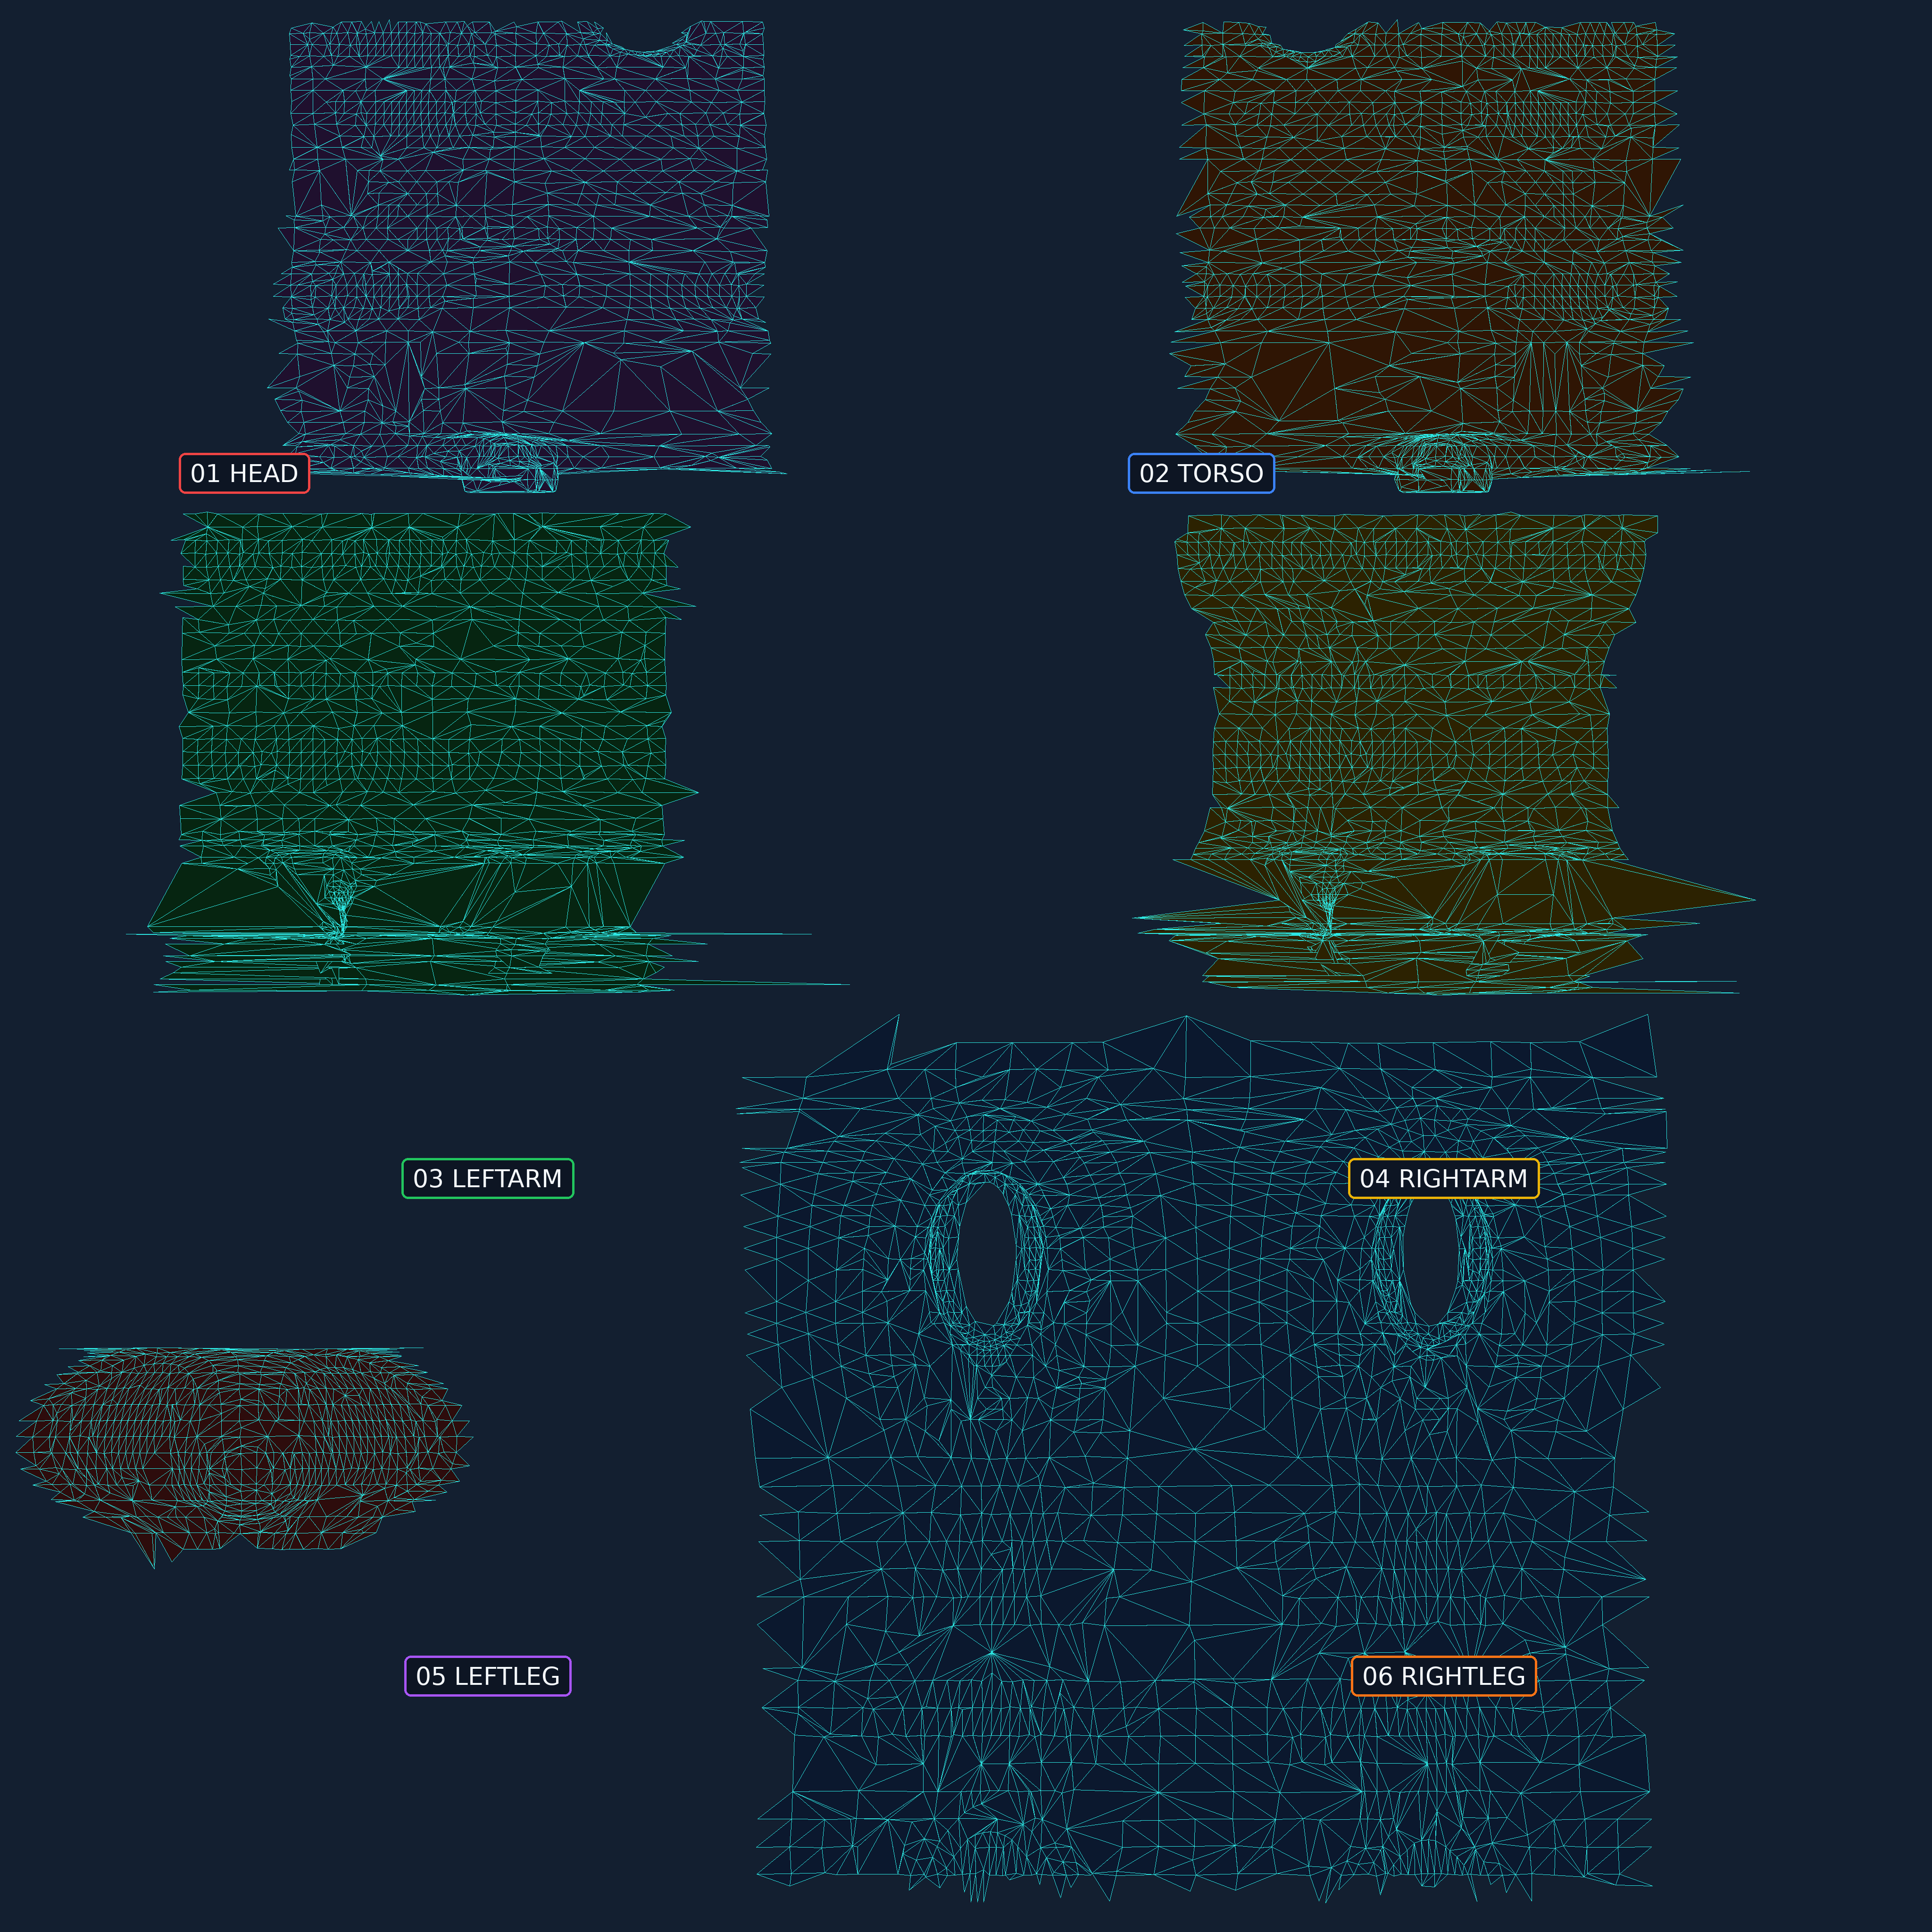 01 HEAD
02 TORSO
03 LEFTARM
04 RIGHTARM
05 LEFTLEG
06 RIGHTLEG